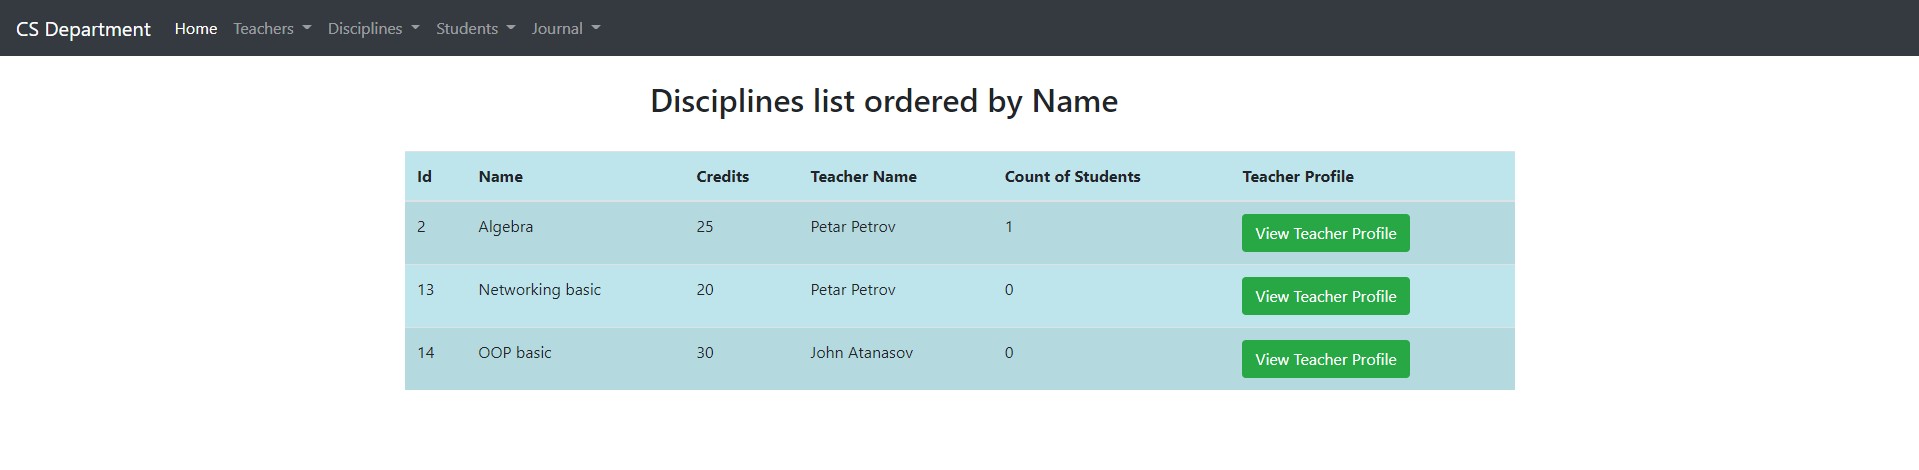 CS Department Home Teachers Disciplines Students Journal
Disciplines list ordered by Name
Id Name Credits Teacher Name Count of Students Teacher Profile
2 Algebra 25 Petar Petrov 1 View Teacher Profile
13 Networking basic 20 Petar Petrov 0 View Teacher Profile
14 OOP basic 30 John Atanasov 0 View Teacher Profile